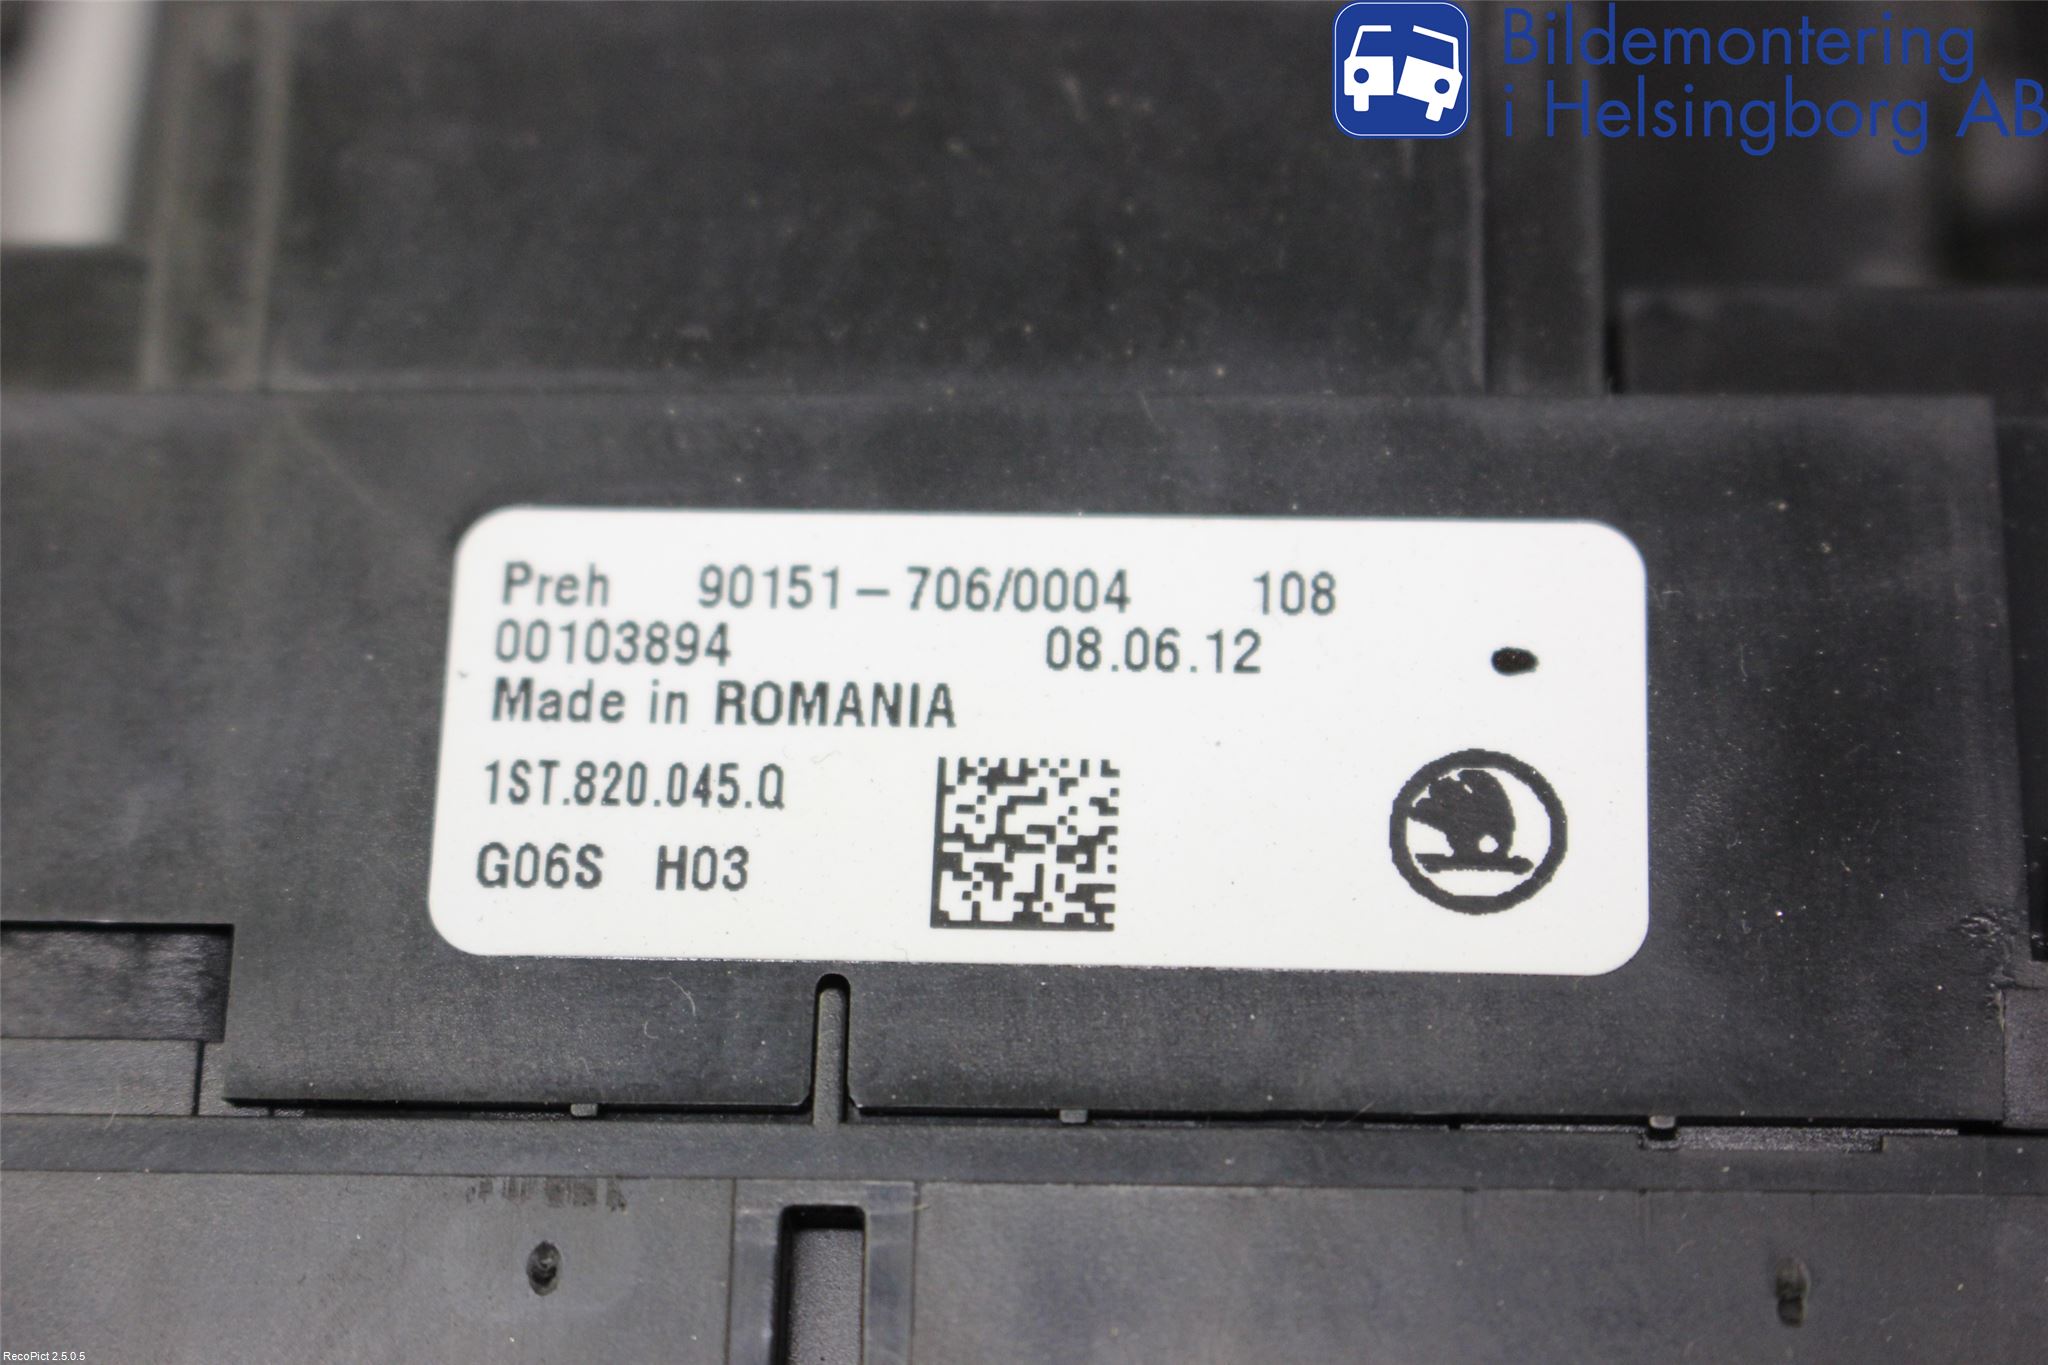 Bildemontering
i Helsingborg AB
Preh 90151-706/0004 108
00103894 08.06.12
Made in ROMANIA
1ST.820.045.Q
G06S H03
RecoPict 2.5.0.5